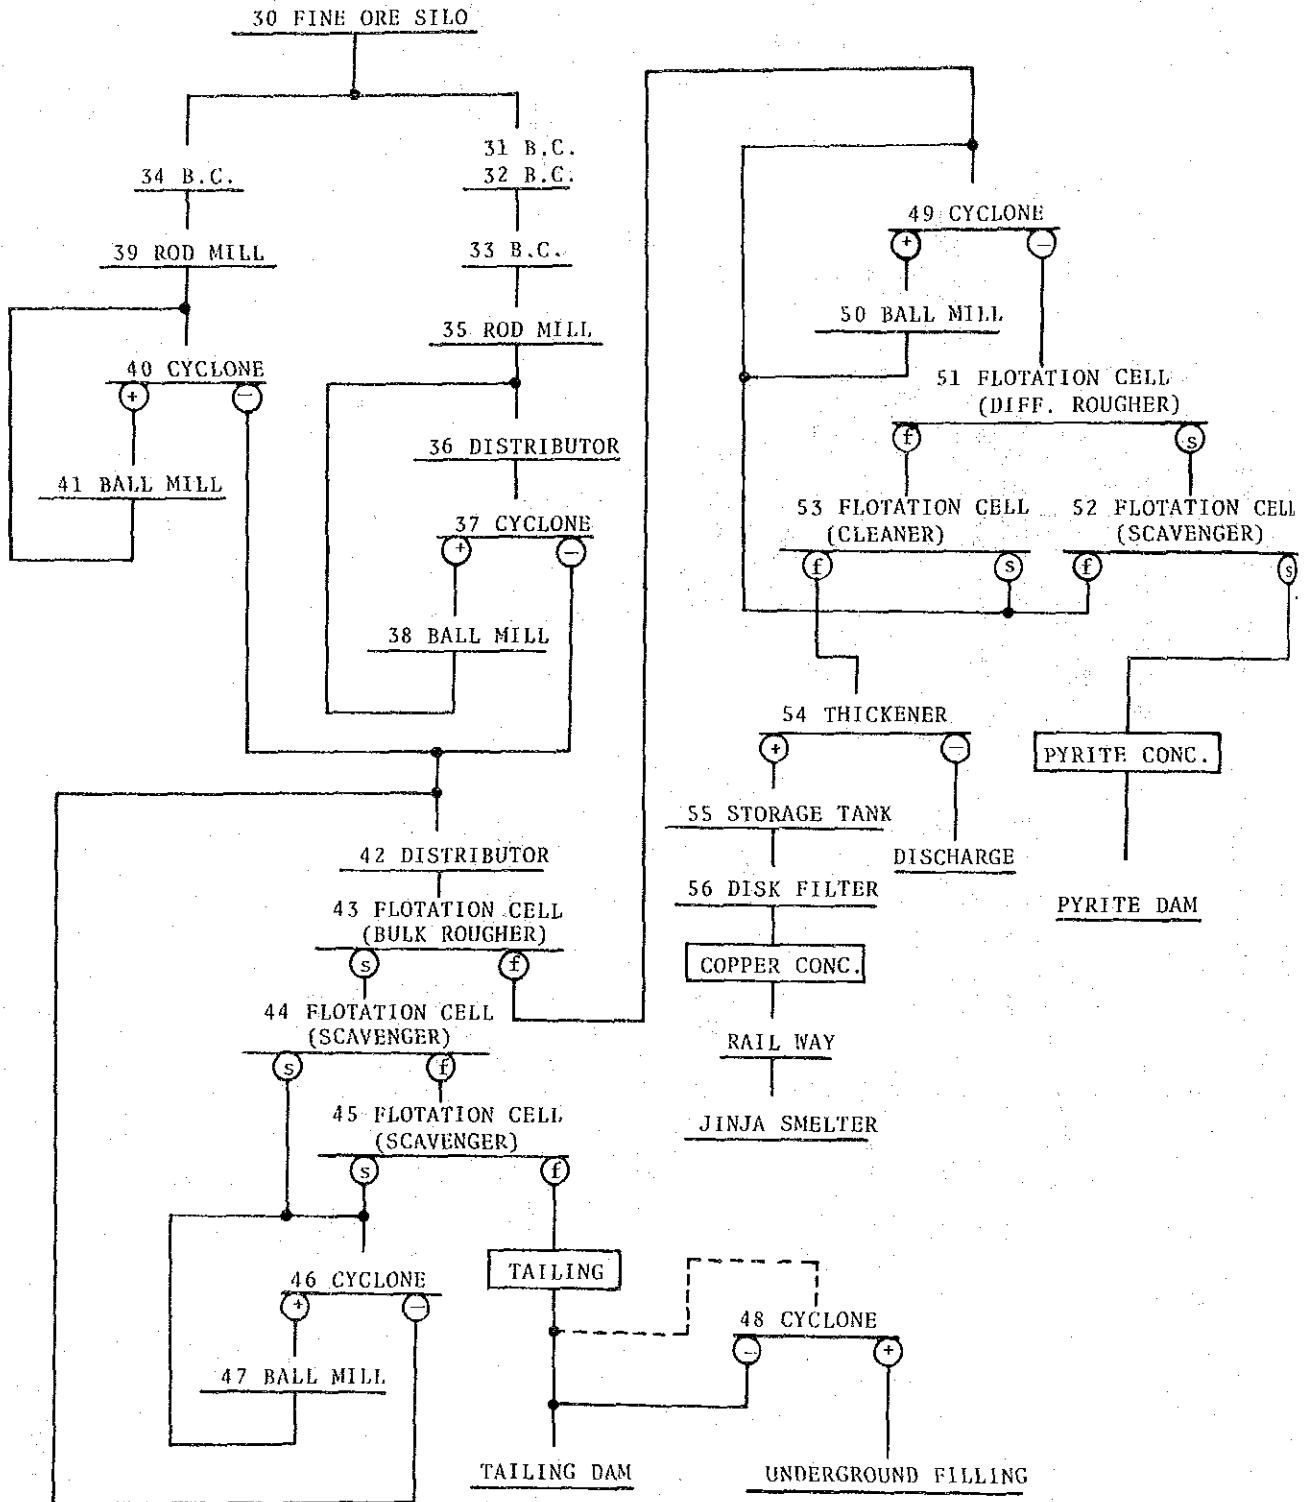 30 FINE ORE SILO
34 B.C.
31 B.C.
32 B.C.
39 ROD MILL
33 B.C.
35 ROD MILL
40 CYCLONE
+
−
36 DISTRIBUTOR
41 BALL MILL
37 CYCLONE
+
−
38 BALL MILL
42 DISTRIBUTOR
43 FLOTATION CELL
(BULK ROUGHER)
s
f
44 FLOTATION CELL
(SCAVENGER)
s
f
45 FLOTATION CELL
(SCAVENGER)
s
f
46 CYCLONE
+
−
47 BALL MILL
TAILING
48 CYCLONE
−
+
TAILING DAM
UNDERGROUND FILLING
49 CYCLONE
+
−
50 BALL MILL
51 FLOTATION CELL
(DIFF. ROUGHER)
f
s
53 FLOTATION CELL
(CLEANER)
f
s
52 FLOTATION CELL
(SCAVENGER)
f
s
54 THICKENER
+
−
PYRITE CONC.
55 STORAGE TANK
DISCHARGE
56 DISK FILTER
PYRITE DAM
COPPER CONC.
RAIL WAY
JINJA SMELTER